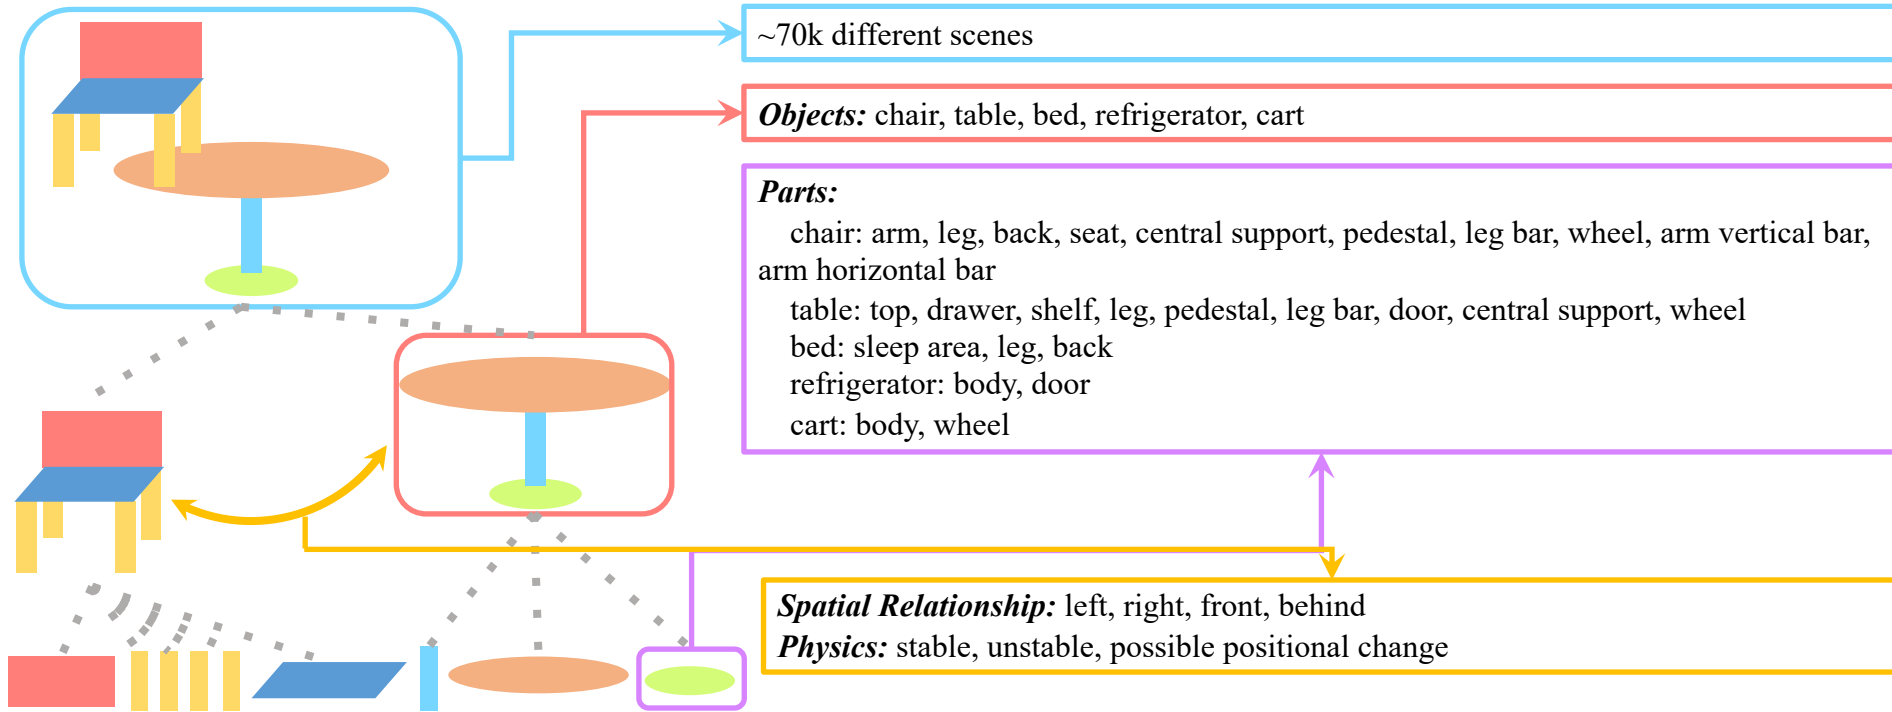 ~70k different scenes
Objects: chair, table, bed, refrigerator, cart
Parts:
chair: arm, leg, back, seat, central support, pedestal, leg bar, wheel, arm vertical bar,
arm horizontal bar
table: top, drawer, shelf, leg, pedestal, leg bar, door, central support, wheel
bed: sleep area, leg, back
refrigerator: body, door
cart: body, wheel
Spatial Relationship: left, right, front, behind
Physics: stable, unstable, possible positional change